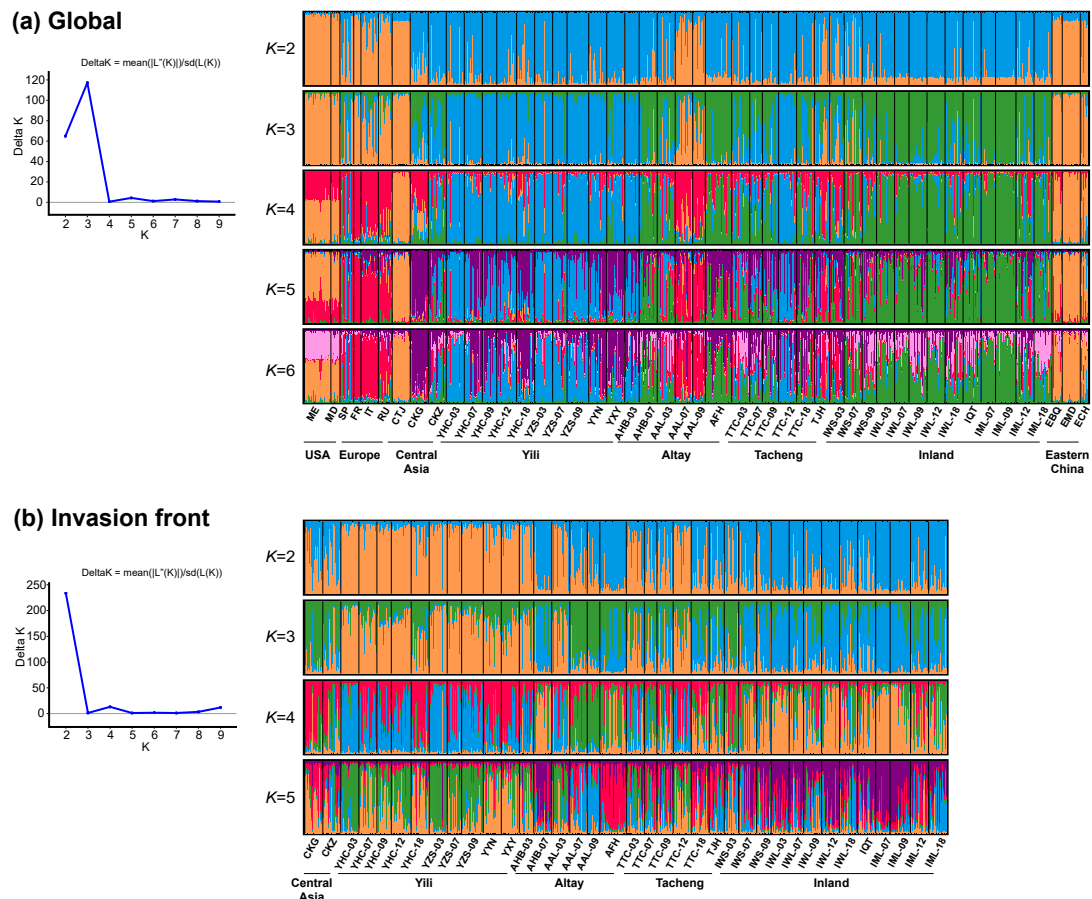 (a) Global
DeltaK = mean(|L"(K)|)/sd(L(K))
Delta K
120
100
80
60
40
20
0
2 3 4 5 6 7 8 9
K
K=2
K=3
K=4
K=5
K=6
ME MD SP FR IT RU CTJ CKG CKZ YHC-03 YHC-07 YHC-09 YHC-12 YHC-18 YZS-03 YZS-07 YZS-09 YYN YXY AHB-03 AHB-07 AAL-03 AAL-07 AAL-09 AFH TTC-03 TTC-07 TTC-09 TTC-12 TTC-18 TJH IWS-03 IWS-07 IWS-09 IWL-03 IWL-07 IWL-09 IWL-12 IWL-18 IQT IML-07 IML-09 IML-12 IML-18 EBQ EMD ECH
USA Europe Central Asia Yili Altay Tacheng Inland Eastern China
(b) Invasion front
DeltaK = mean(|L"(K)|)/sd(L(K))
Delta K
250
200
150
100
50
0
2 3 4 5 6 7 8 9
K
K=2
K=3
K=4
K=5
CKG CKZ YHC-03 YHC-07 YHC-09 YHC-12 YHC-18 YZS-03 YZS-07 YZS-09 YYN YXY AHB-03 AHB-07 AAL-03 AAL-07 AAL-09 AFH TTC-03 TTC-07 TTC-09 TTC-12 TTC-18 TJH IWS-03 IWS-07 IWS-09 IWL-03 IWL-07 IWL-09 IWL-12 IWL-18 IQT IML-07 IML-09 IML-12 IML-18
Central Asia Yili Altay Tacheng Inland